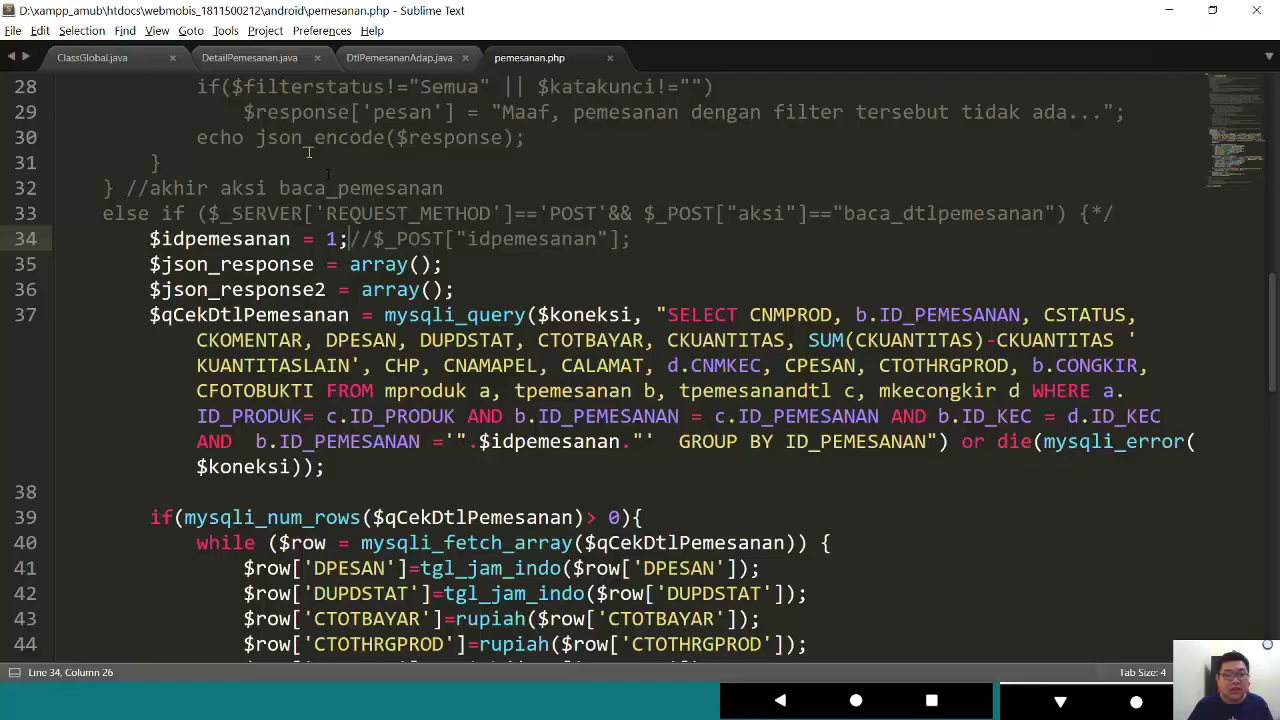 D:\xampp_amub\htdocs\webmobis_1811500212\android\pemesanan.php - Sublime Text
File Edit Selection Find View Goto Tools Project Preferences Help
ClassGlobal.java DetailPemesanan.java DtlPemesananAdap.java pemesanan.php
28 if($filterstatus!="Semua" || $katakunci!="")
29 $response['pesan'] = "Maaf, pemesanan dengan filter tersebut tidak ada...";
30 echo json_encode($response);
31 }
32 } //akhir aksi baca_pemesanan
33 else if ($_SERVER['REQUEST_METHOD']=='POST'&& $_POST["aksi"]=="baca_dtlpemesanan") {*/
34 $idpemesanan = 1;//$_POST["idpemesanan"];
35 $json_response = array();
36 $json_response2 = array();
37 $qCekDtlPemesanan = mysqli_query($koneksi, "SELECT CNMPROD, b.ID_PEMESANAN, CSTATUS,
CKOMENTAR, DPESAN, DUPDSTAT, CTOTBAYAR, CKUANTITAS, SUM(CKUANTITAS)-CKUANTITAS '
KUANTITASLAIN', CHP, CNAMAPEL, CALAMAT, d.CNMKEC, CPESAN, CTOTHRGPROD, b.CONGKIR,
CFOTOBUKTI FROM mproduk a, tpemesanan b, tpemesanandtl c, mkecongkir d WHERE a.
ID_PRODUK= c.ID_PRODUK AND b.ID_PEMESANAN = c.ID_PEMESANAN AND b.ID_KEC = d.ID_KEC
AND b.ID_PEMESANAN ='".$idpemesanan."' GROUP BY ID_PEMESANAN") or die(mysqli_error(
$koneksi));
38
39 if(mysqli_num_rows($qCekDtlPemesanan)> 0){
40 while ($row = mysqli_fetch_array($qCekDtlPemesanan)) {
41 $row['DPESAN']=tgl_jam_indo($row['DPESAN']);
42 $row['DUPDSTAT']=tgl_jam_indo($row['DUPDSTAT']);
43 $row['CTOTBAYAR']=rupiah($row['CTOTBAYAR']);
44 $row['CTOTHRGPROD']=rupiah($row['CTOTHRGPROD']);
Line 34, Column 26 Tab Size: 4